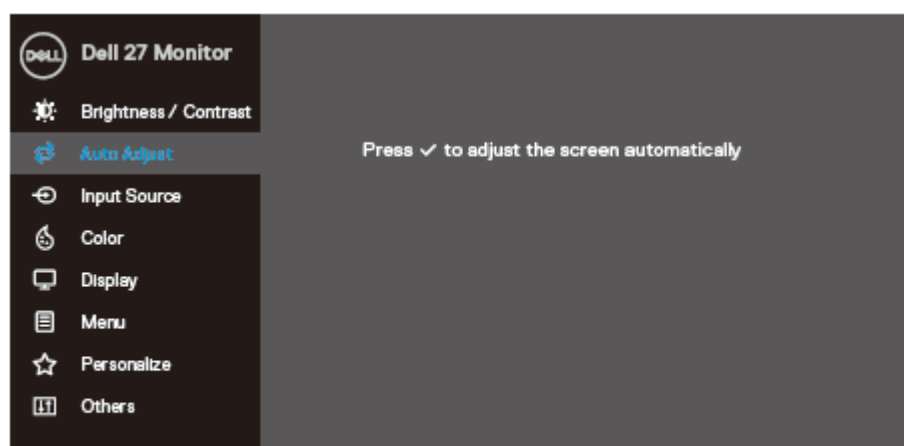 DELL Dell 27 Monitor
Brightness / Contrast
Auto Adjust
Press ✓ to adjust the screen automatically
Input Source
Color
Display
Menu
Personalize
Others